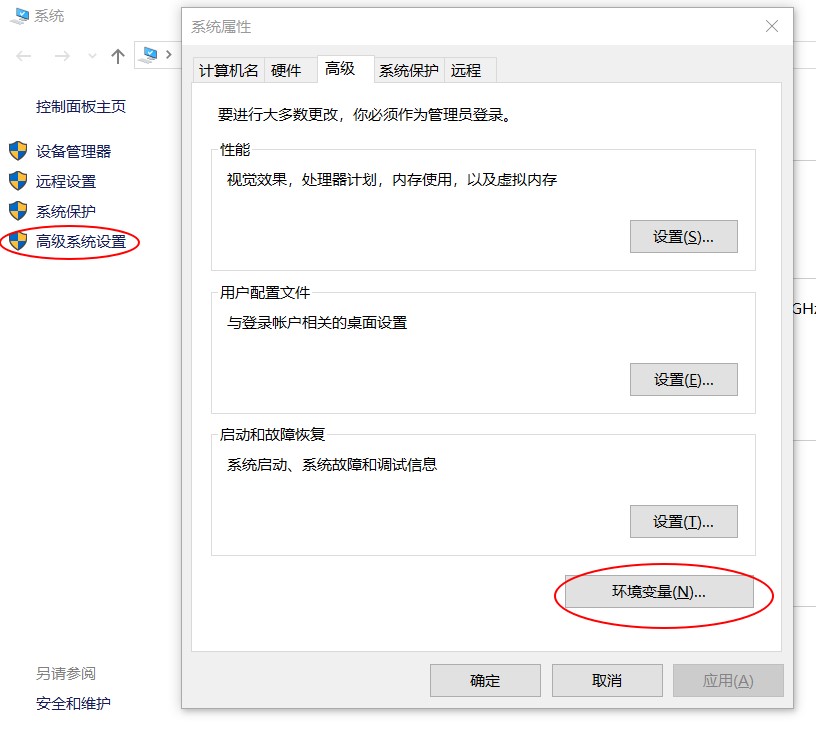 系统
系统属性
计算机名
硬件
高级
系统保护
远程
控制面板主页
设备管理器
远程设置
系统保护
高级系统设置
要进行大多数更改，你必须作为管理员登录。
性能
视觉效果，处理器计划，内存使用，以及虚拟内存
设置(S)...
用户配置文件
与登录帐户相关的桌面设置
设置(E)...
GHz
启动和故障恢复
系统启动、系统故障和调试信息
设置(T)...
环境变量(N)...
确定
取消
应用(A)
另请参阅
安全和维护